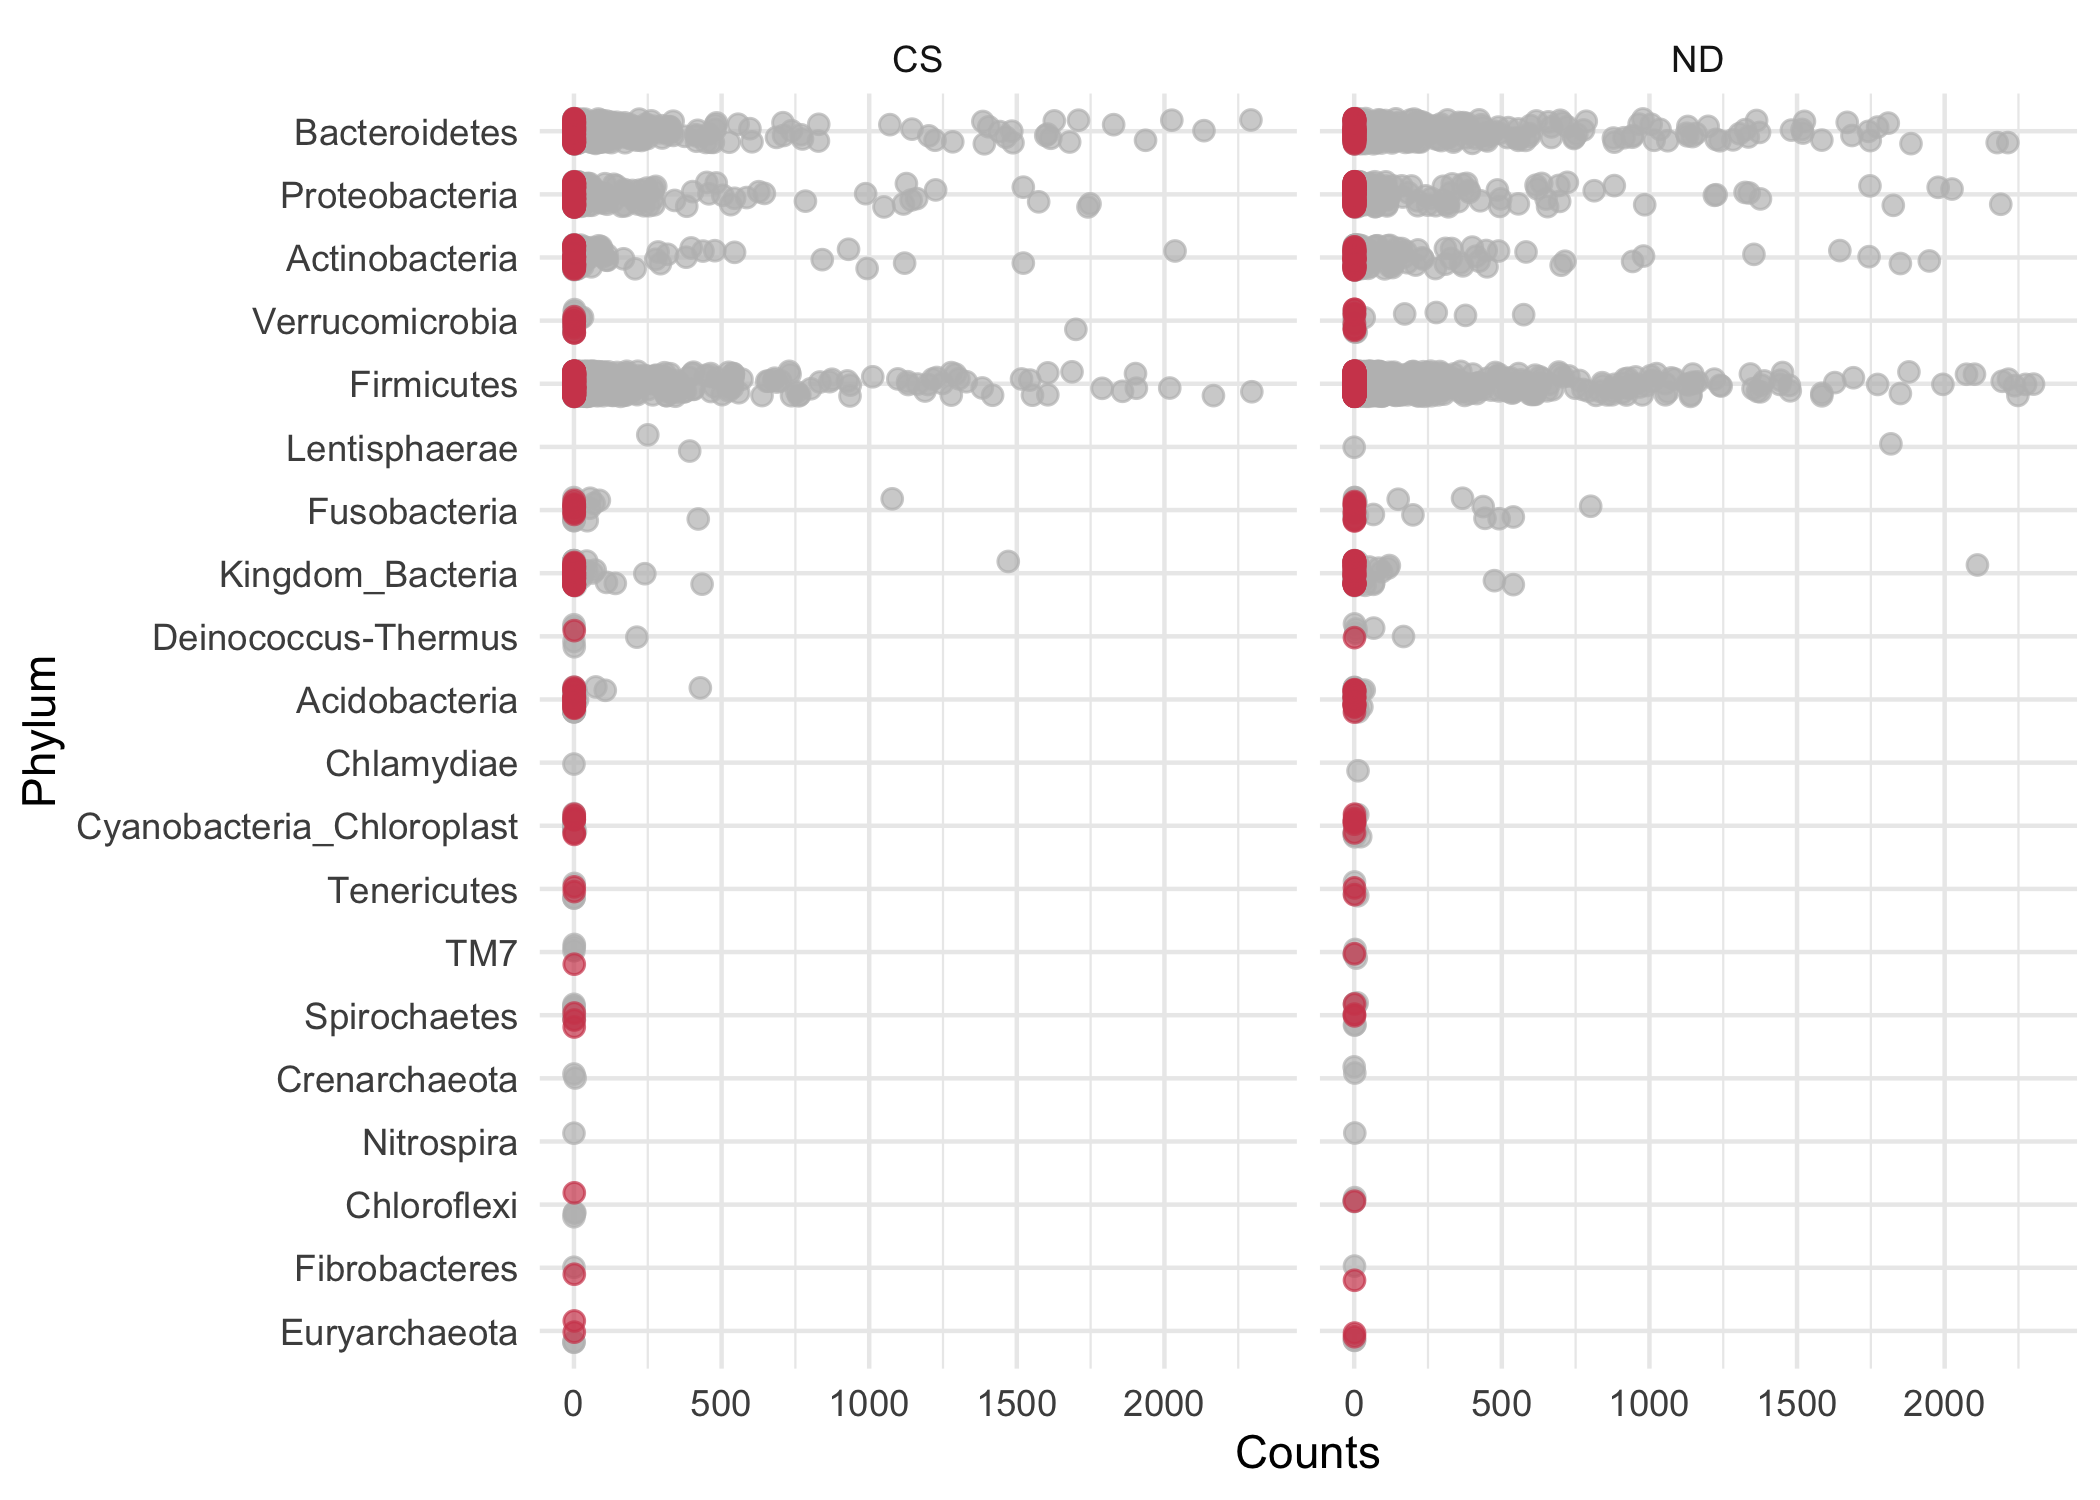 CS
ND
Bacteroidetes
Proteobacteria
Actinobacteria
Verrucomicrobia
Firmicutes
Lentisphaerae
Fusobacteria
Kingdom_Bacteria
Deinococcus-Thermus
Acidobacteria
Chlamydiae
Cyanobacteria_Chloroplast
Tenericutes
TM7
Spirochaetes
Crenarchaeota
Nitrospira
Chloroflexi
Fibrobacteres
Euryarchaeota
Phylum
0 500 1000 1500 2000
0 500 1000 1500 2000
Counts